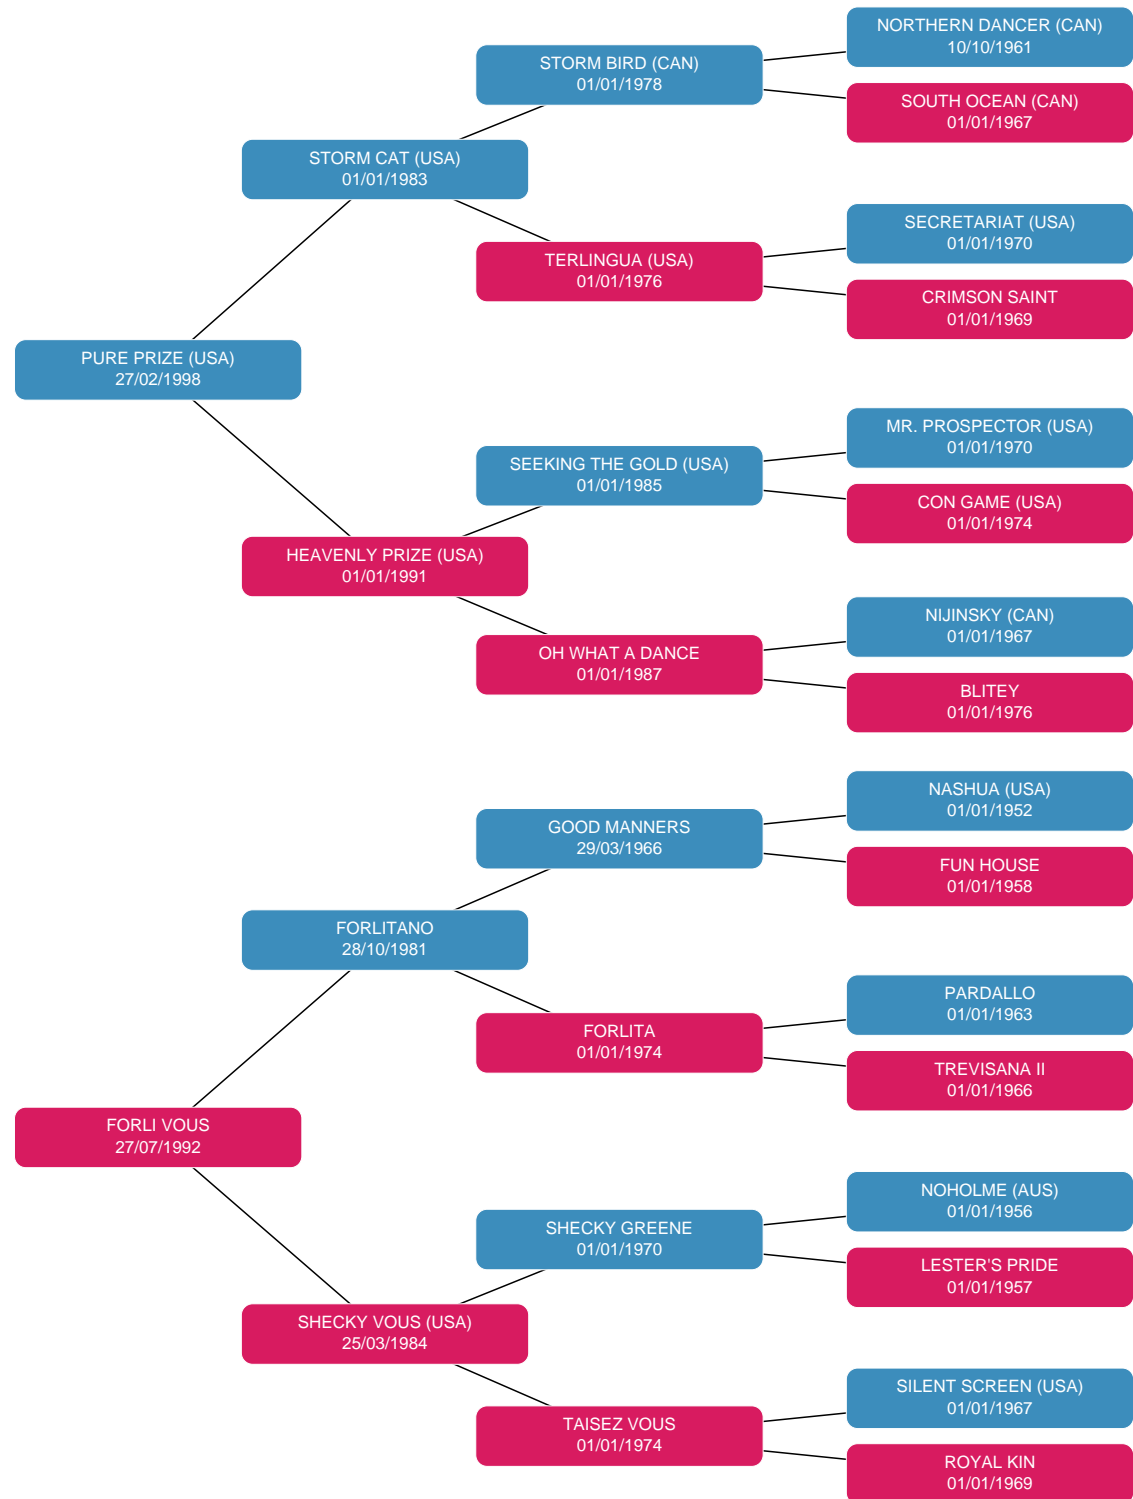 NORTHERN DANCER (CAN)
10/10/1961
STORM BIRD (CAN)
01/01/1978
SOUTH OCEAN (CAN)
01/01/1967
STORM CAT (USA)
01/01/1983
SECRETARIAT (USA)
01/01/1970
TERLINGUA (USA)
01/01/1976
CRIMSON SAINT
01/01/1969
PURE PRIZE (USA)
27/02/1998
MR. PROSPECTOR (USA)
01/01/1970
SEEKING THE GOLD (USA)
01/01/1985
CON GAME (USA)
01/01/1974
HEAVENLY PRIZE (USA)
01/01/1991
NIJINSKY (CAN)
01/01/1967
OH WHAT A DANCE
01/01/1987
BLITEY
01/01/1976
NASHUA (USA)
01/01/1952
GOOD MANNERS
29/03/1966
FUN HOUSE
01/01/1958
FORLITANO
28/10/1981
PARDALLO
01/01/1963
FORLITA
01/01/1974
TREVISANA II
01/01/1966
FORLI VOUS
27/07/1992
NOHOLME (AUS)
01/01/1956
SHECKY GREENE
01/01/1970
LESTER'S PRIDE
01/01/1957
SHECKY VOUS (USA)
25/03/1984
SILENT SCREEN (USA)
01/01/1967
TAISEZ VOUS
01/01/1974
ROYAL KIN
01/01/1969